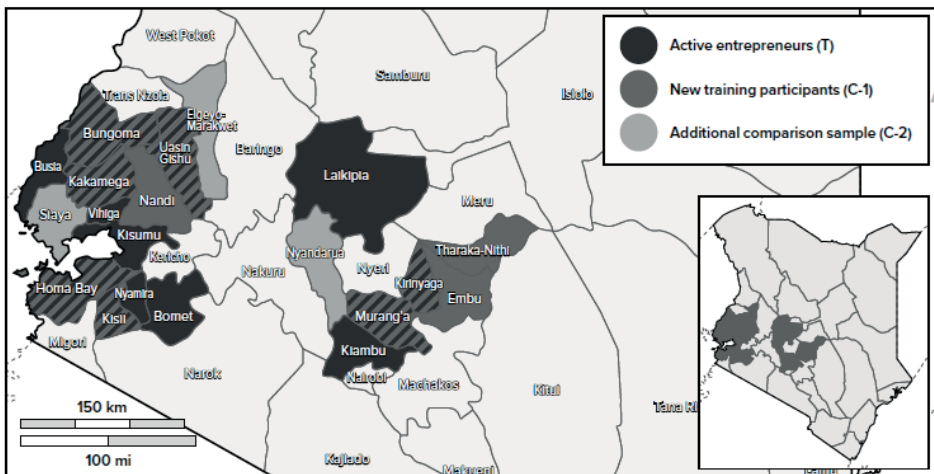 West Pokot
Samburu
Isiolo
Trans Nzoia
Elgeyo-
Marakwet
Bungoma
Uasin
Gishu
Baringo
Busia
Kakamega
Laikipia
Nandi
Meru
Siaya
Vihiga
Kisumu
Tharaka-Nithi
Nyandarua
Kericho
Nyeri
Nakuru
Kirinyaga
Homa Bay
Nyamira
Embu
Bomet
Murang'a
Kisii
Migori
Kiambu
Nairobi
Narok
Machakos
Kitui
Kajiado
Makueni
150 km
100 mi
Active entrepreneurs (T)
New training participants (C-1)
Additional comparison sample (C-2)